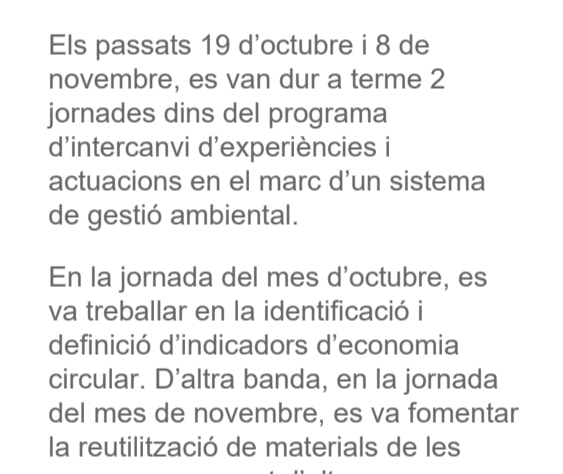 Els passats 19 d’octubre i 8 de
novembre, es van dur a terme 2
jornades dins del programa
d’intercanvi d’experiències i
actuacions en el marc d’un sistema
de gestió ambiental.
En la jornada del mes d’octubre, es
va treballar en la identificació i
definició d’indicadors d’economia
circular. D’altra banda, en la jornada
del mes de novembre, es va fomentar
la reutilització de materials de les